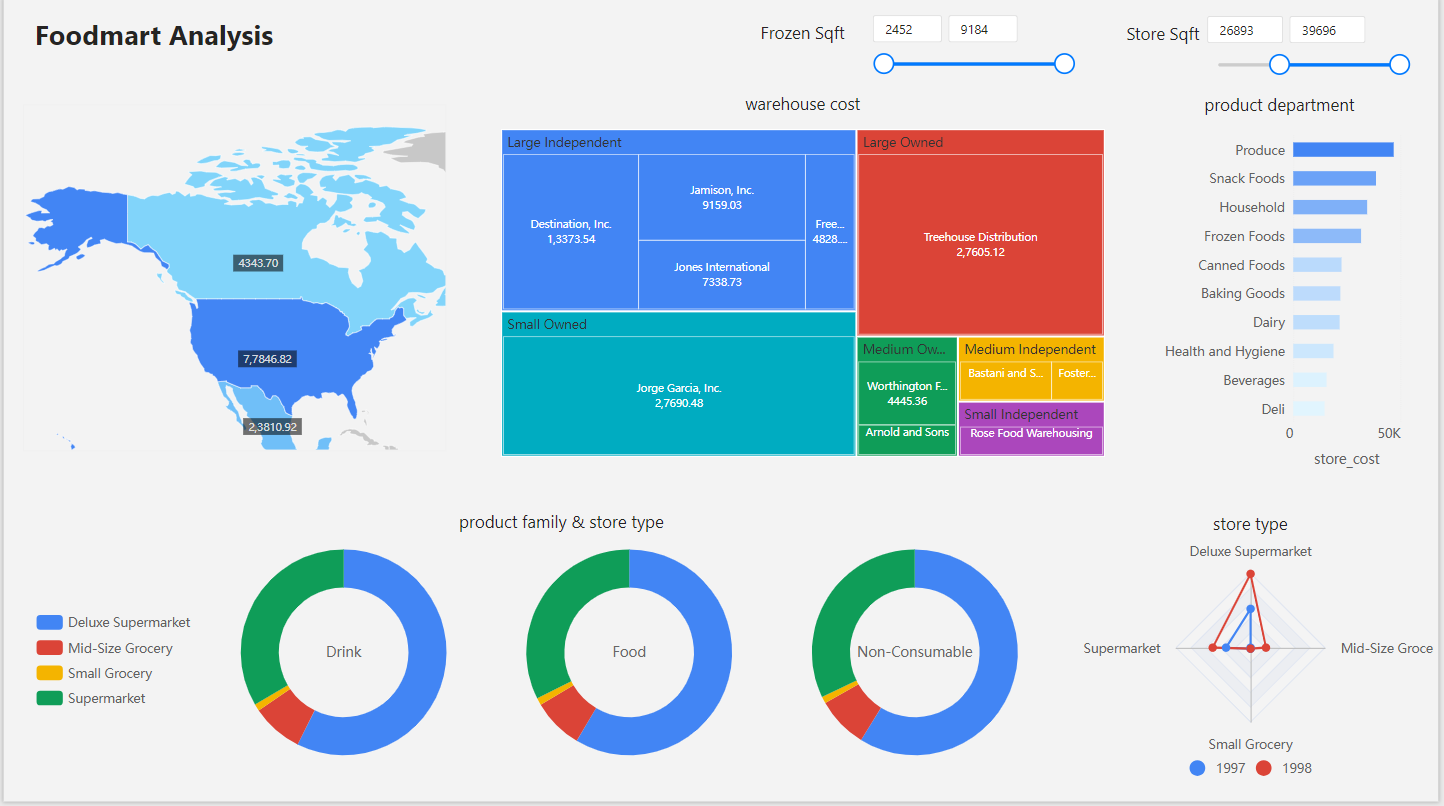 Foodmart Analysis
Frozen Sqft
2452
9184
Store Sqft
26893
39696
4343.70
7,7846.82
2,3810.92
warehouse cost
Large Independent
Destination, Inc.
1,3373.54
Jamison, Inc.
9159.03
Jones International
7338.73
Free...
4828....
Large Owned
Treehouse Distribution
2,7605.12
Small Owned
Jorge Garcia, Inc.
2,7690.48
Medium Ow...
Worthington F...
4445.36
Arnold and Sons
Medium Independent
Bastani and S...
Foster...
Small Independent
Rose Food Warehousing
product department
Produce
Snack Foods
Household
Frozen Foods
Canned Foods
Baking Goods
Dairy
Health and Hygiene
Beverages
Deli
0
50K
store_cost
product family & store type
Deluxe Supermarket
Mid-Size Grocery
Small Grocery
Supermarket
Drink
Food
Non-Consumable
store type
Deluxe Supermarket
Supermarket
Mid-Size Groce
Small Grocery
1997
1998